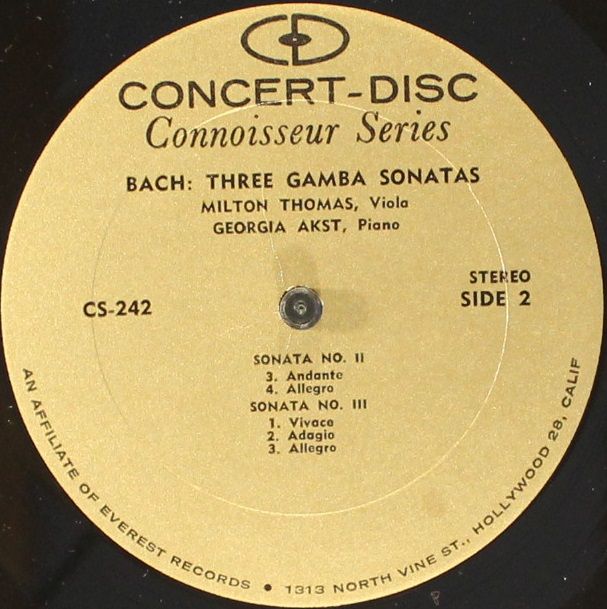 CD
CONCERT-DISC
Connoisseur Series
BACH: THREE GAMBA SONATAS
MILTON THOMAS, Viola
GEORGIA AKST, Piano
CS-242
STEREO
SIDE 2
SONATA NO. II
3. Andante
4. Allegro
SONATA NO. III
1. Vivace
2. Adagio
3. Allegro
AN AFFILIATE OF EVEREST RECORDS • 1313 NORTH VINE ST., HOLLYWOOD 28, CALIF